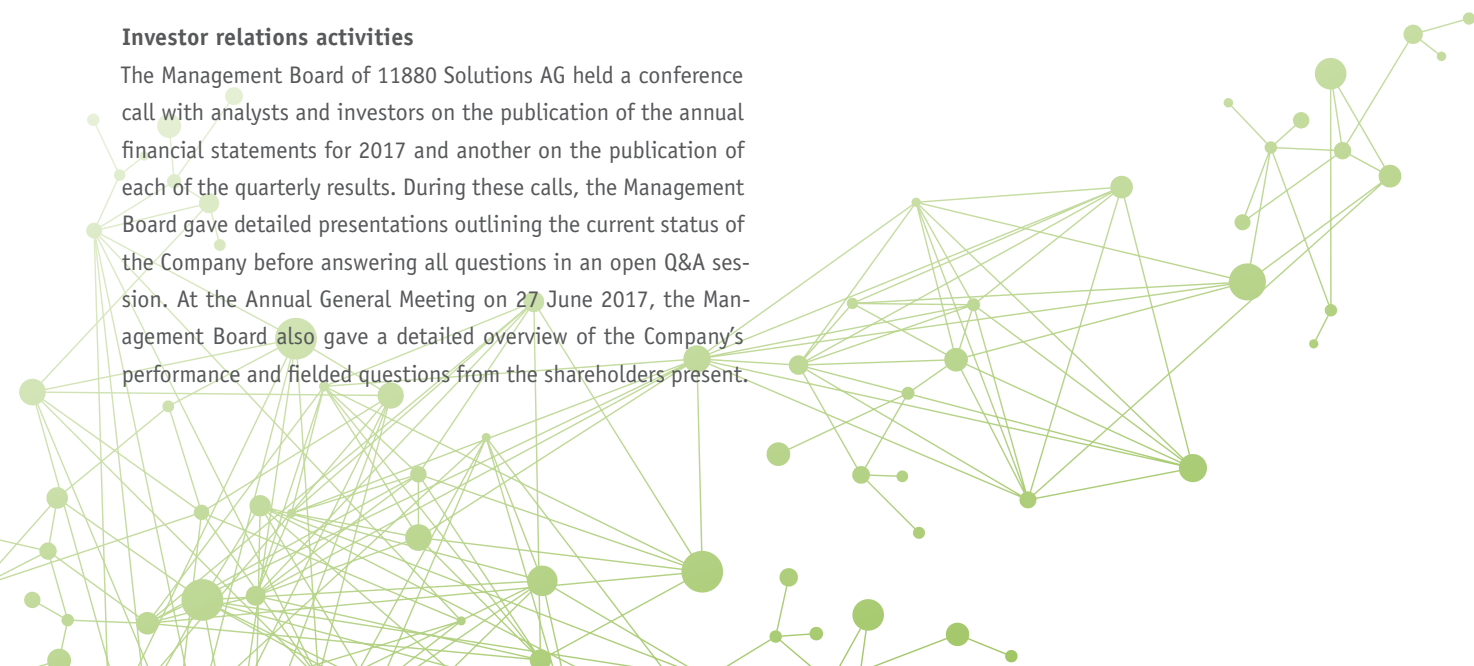 Investor relations activities
The Management Board of 11880 Solutions AG held a conference
call with analysts and investors on the publication of the annual
financial statements for 2017 and another on the publication of
each of the quarterly results. During these calls, the Management
Board gave detailed presentations outlining the current status of
the Company before answering all questions in an open Q&A ses-
sion. At the Annual General Meeting on 27 June 2017, the Man-
agement Board also gave a detailed overview of the Company’s
performance and fielded questions from the shareholders present.